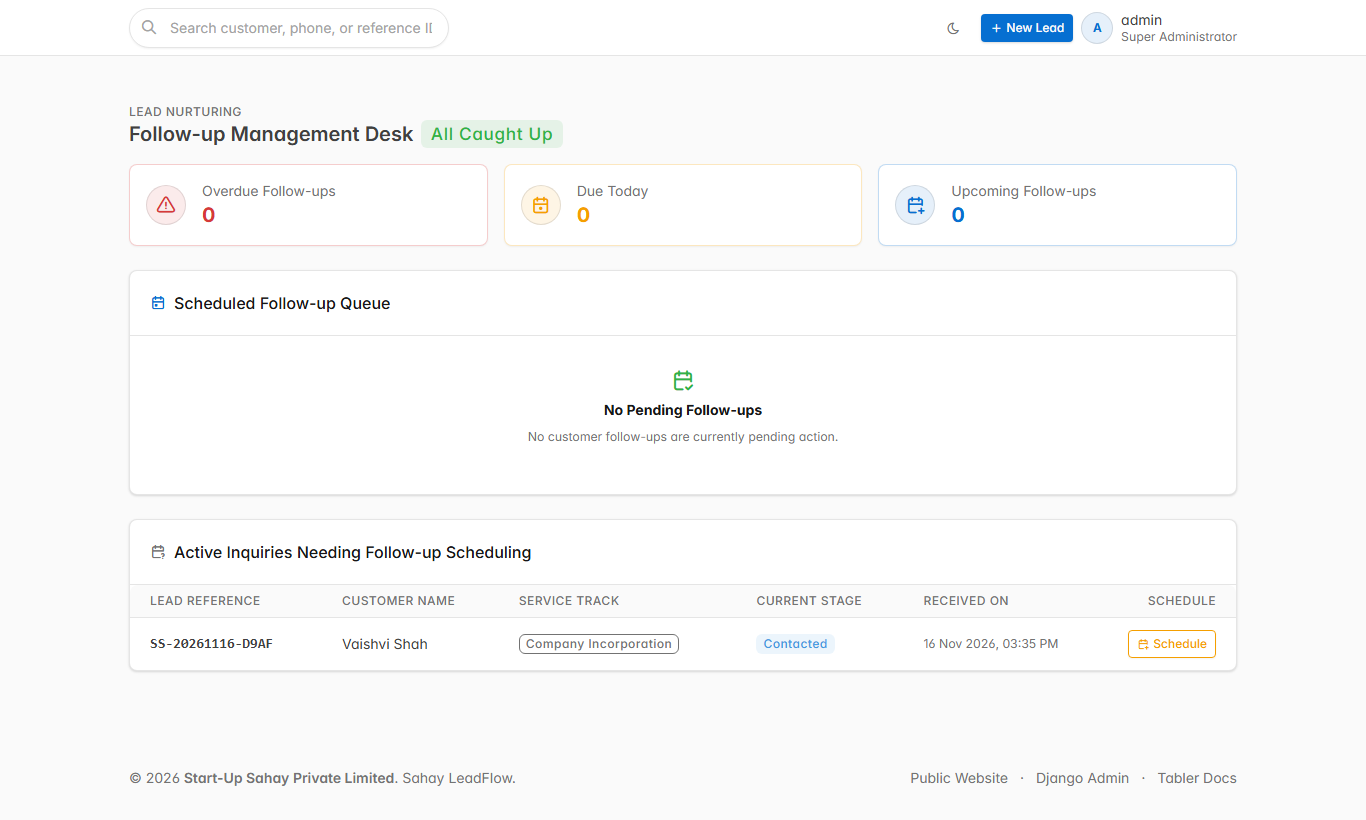 Search customer, phone, or reference I
New Lead
A
admin
Super Administrator
LEAD NURTURING
Follow-up Management Desk
All Caught Up
Overdue Follow-ups
0
Due Today
0
Upcoming Follow-ups
0
Scheduled Follow-up Queue
No Pending Follow-ups
No customer follow-ups are currently pending action.
Active Inquiries Needing Follow-up Scheduling
LEAD REFERENCE CUSTOMER NAME SERVICE TRACK CURRENT STAGE RECEIVED ON SCHEDULE
SS-20261116-D9AF Vaishvi Shah Company Incorporation Contacted 16 Nov 2026, 03:35 PM Schedule
© 2026 Start-Up Sahay Private Limited. Sahay LeadFlow.
Public Website · Django Admin · Tabler Docs